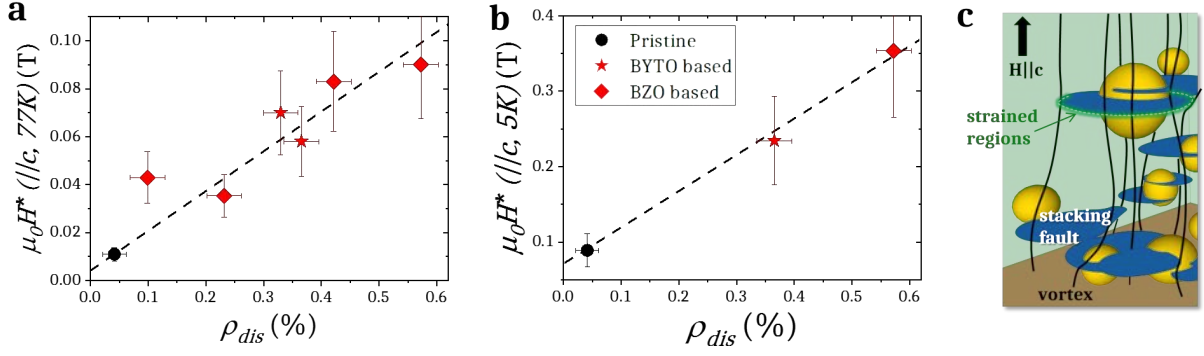 a
μ₀H* (//c, 77K) (T)
0.10
0.08
0.06
0.04
0.02
0.00
0.0 0.1 0.2 0.3 0.4 0.5 0.6
ρdis (%)
b
μ₀H* (//c, 5K) (T)
0.4
0.3
0.2
0.1
Pristine
BYTO based
BZO based
0.0 0.1 0.2 0.3 0.4 0.5 0.6
ρdis (%)
c
H||c
strained
regions
stacking
fault
vortex